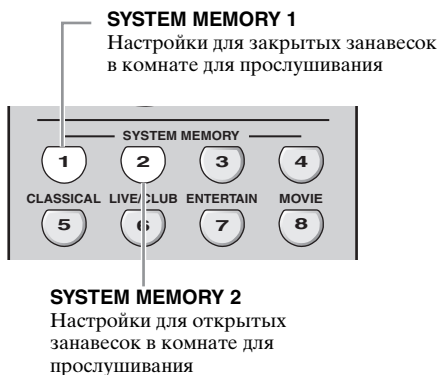 SYSTEM MEMORY 1
Настройки для закрытых занавесок
в комнате для прослушивания
SYSTEM MEMORY
1 2 3 4
CLASSICAL LIVE/CLUB ENTERTAIN MOVIE
5 6 7 8
SYSTEM MEMORY 2
Настройки для открытых
занавесок в комнате для
прослушивания